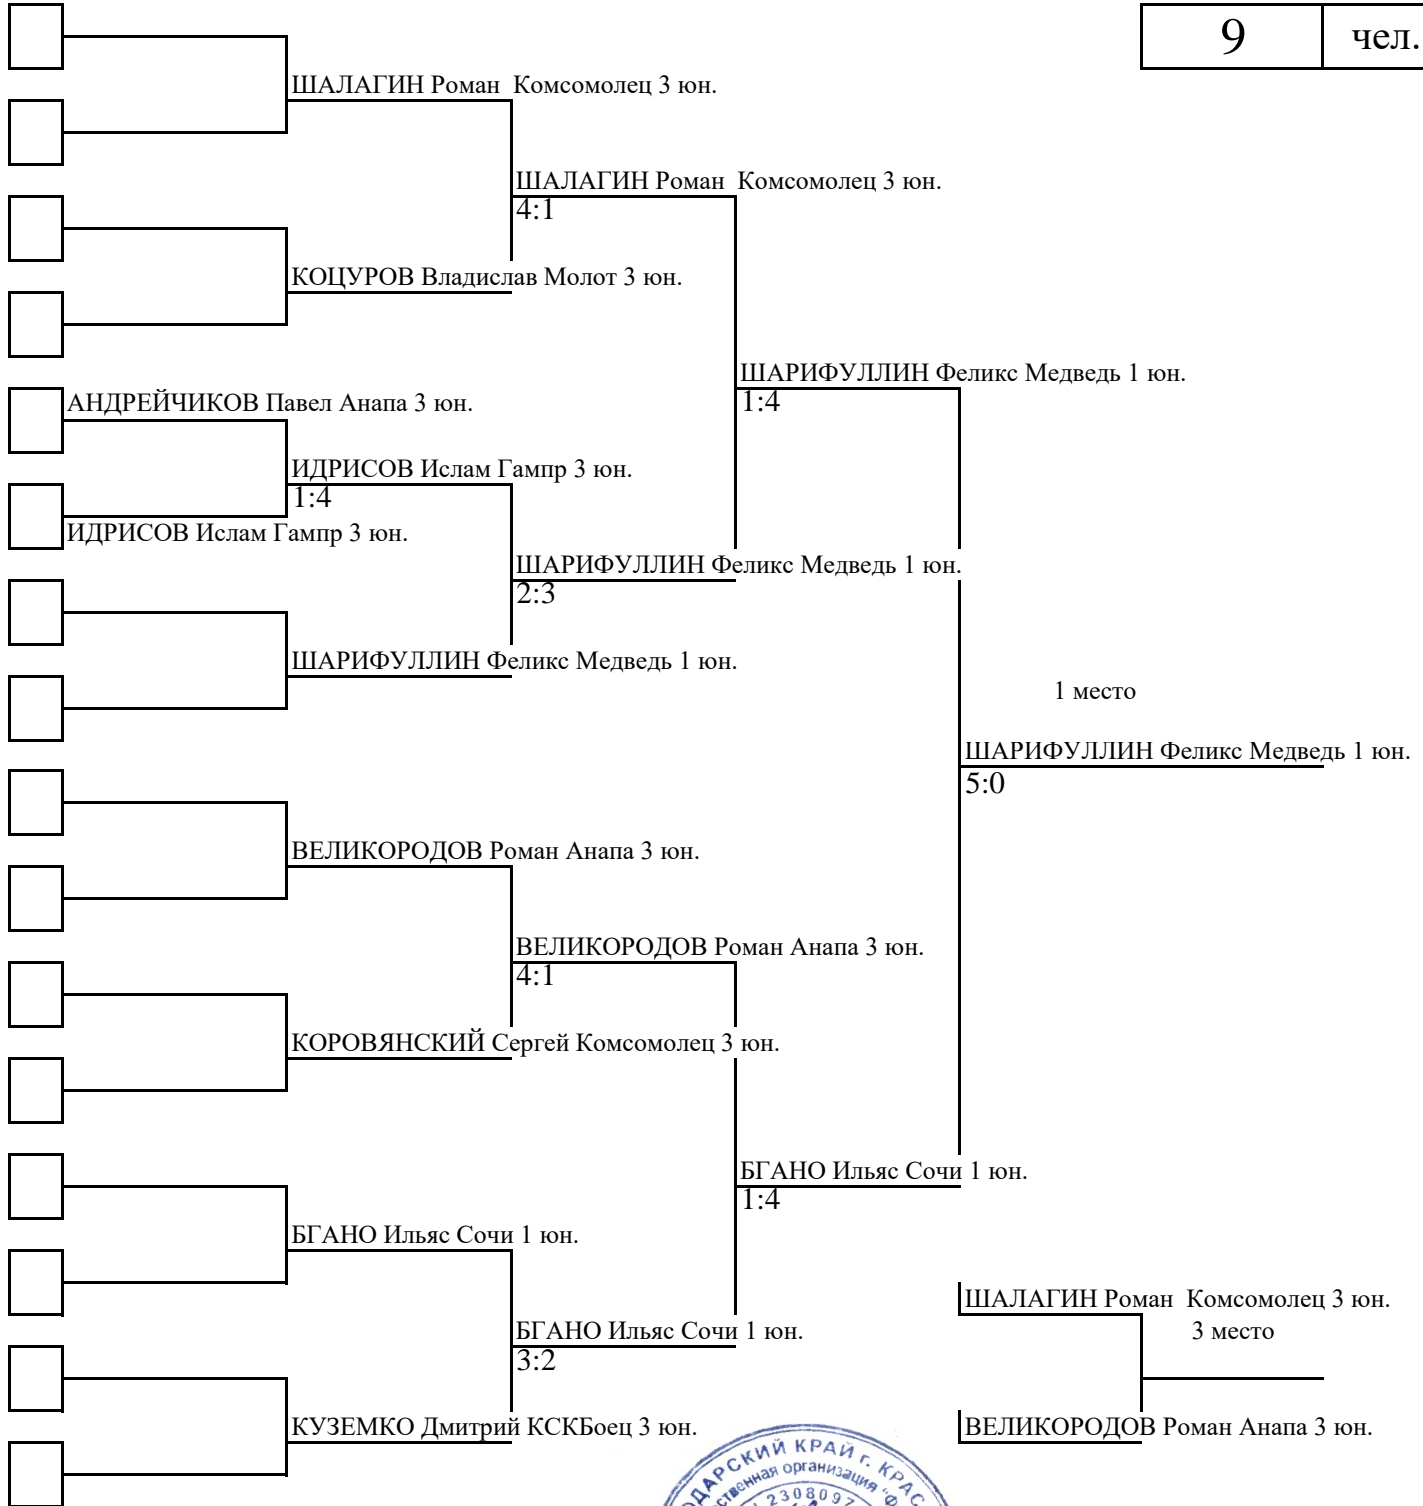 9 чел.
ШАЛАГИН Роман  Комсомолец 3 юн.
ШАЛАГИН Роман  Комсомолец 3 юн.
4:1
КОЦУРОВ Владислав Молот 3 юн.
ШАРИФУЛЛИН Феликс Медведь 1 юн.
1:4
АНДРЕЙЧИКОВ Павел Анапа 3 юн.
ИДРИСОВ Ислам Гампр 3 юн.
1:4
ИДРИСОВ Ислам Гампр 3 юн.
ШАРИФУЛЛИН Феликс Медведь 1 юн.
2:3
ШАРИФУЛЛИН Феликс Медведь 1 юн.
1 место
ШАРИФУЛЛИН Феликс Медведь 1 юн.
5:0
ВЕЛИКОРОДОВ Роман Анапа 3 юн.
ВЕЛИКОРОДОВ Роман Анапа 3 юн.
4:1
КОРОВЯНСКИЙ Сергей Комсомолец 3 юн.
БГАНО Ильяс Сочи 1 юн.
1:4
БГАНО Ильяс Сочи 1 юн.
ШАЛАГИН Роман  Комсомолец 3 юн.
БГАНО Ильяс Сочи 1 юн.
3 место
3:2
КУЗЕМКО Дмитрий КСКБоец 3 юн.
ВЕЛИКОРОДОВ Роман Анапа 3 юн.
КРАЙ г.
организация